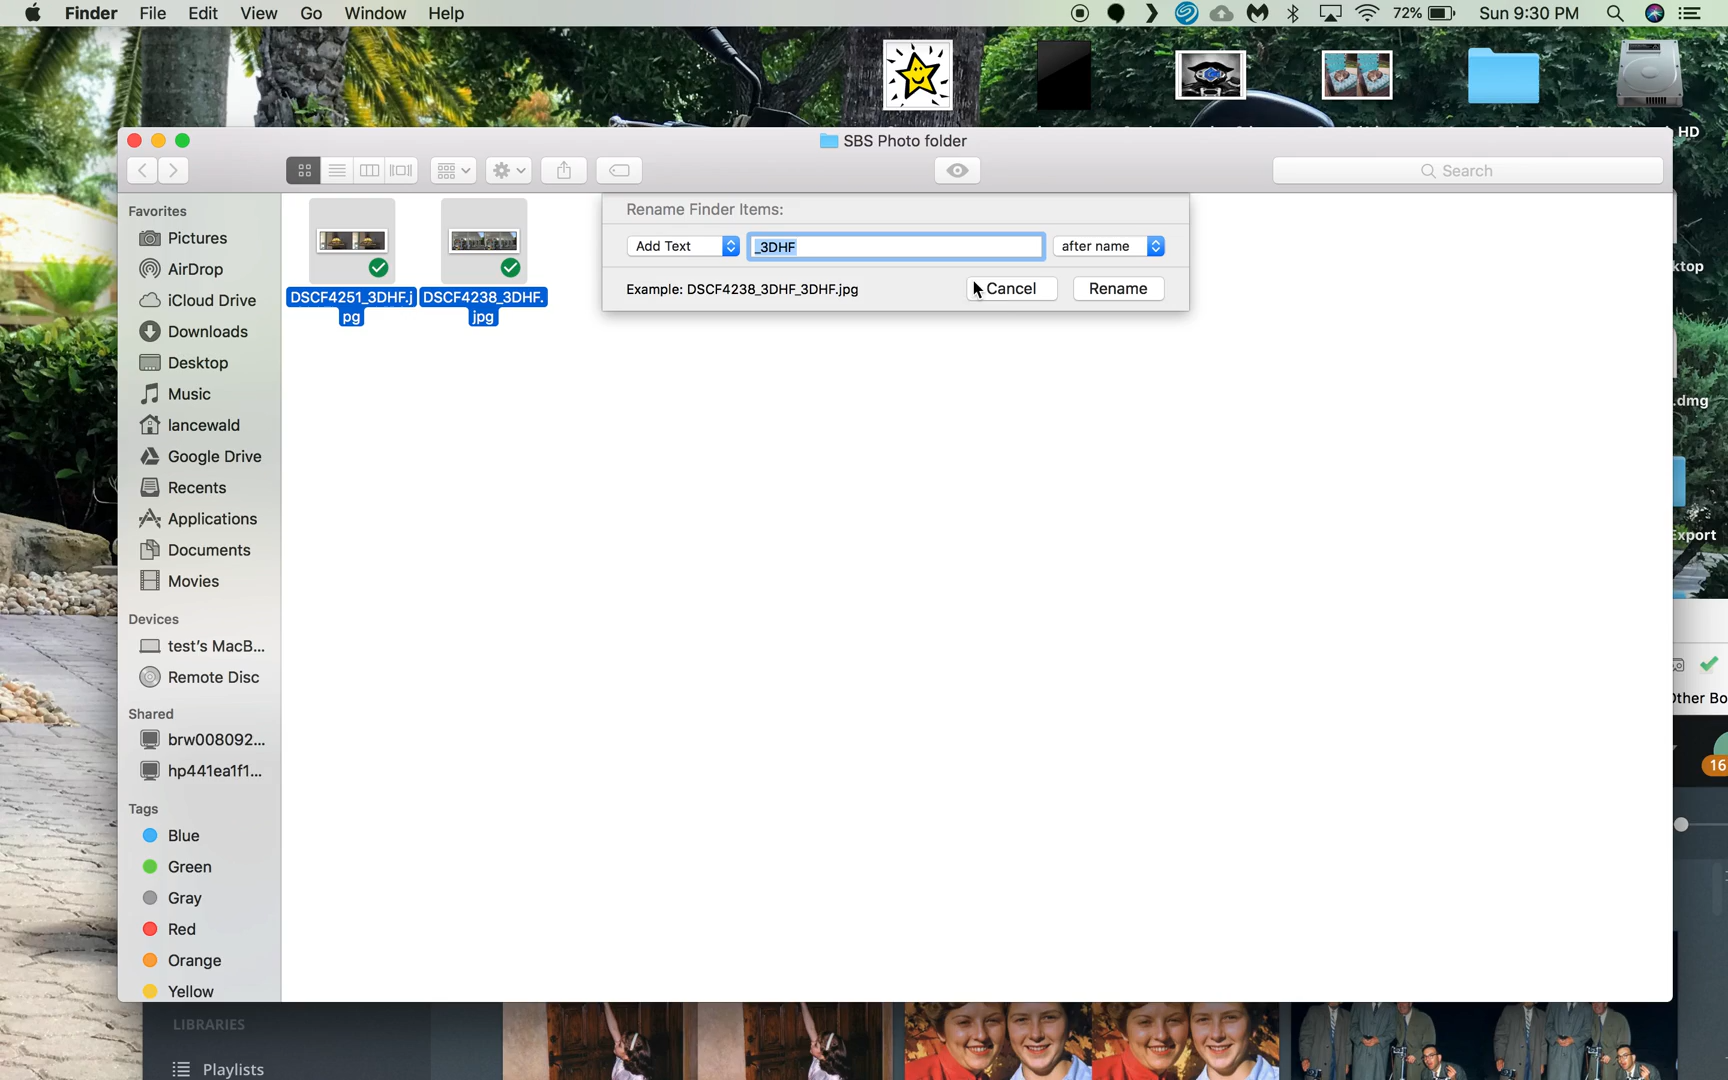 Finder File Edit View Go Window Help 72% Sun 9:30 PM
HD
SBS Photo folder
Search
Favorites
Pictures
AirDrop
iCloud Drive
Downloads
Desktop
Music
lancewald
Google Drive
Recents
Applications
Documents
Movies
Devices
test's MacB...
Remote Disc
Shared
brw008092...
hp441ea1f1...
Tags
Blue
Green
Gray
Red
Orange
Yellow
DSCF4251_3DHF.j
pg
DSCF4238_3DHF.
jpg
Rename Finder Items:
Add Text _3DHF after name
Example: DSCF4238_3DHF_3DHF.jpg Cancel Rename
ktop
.dmg
Export
Other Bo
16
LIBRARIES
Playlists